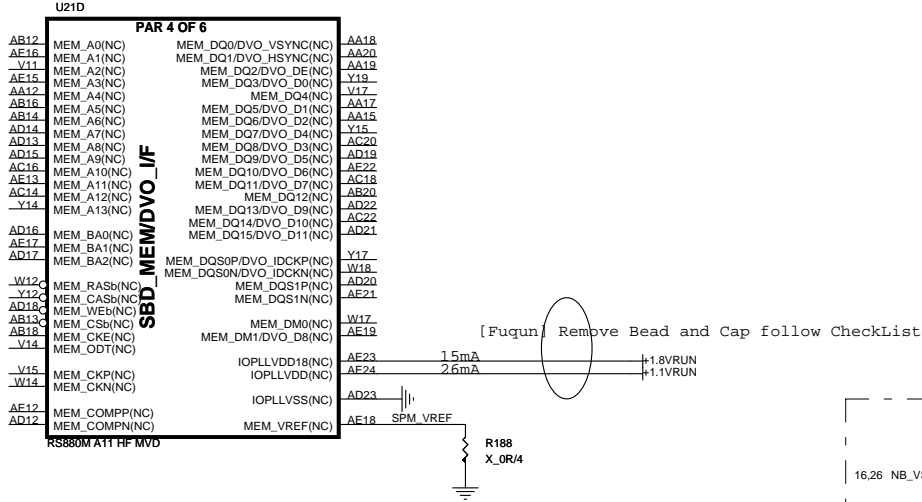 U21D
PAR 4 OF 6
SBD_MEM/DVO_I/F
AB12 MEM_A0(NC)
AE16 MEM_A1(NC)
V11 MEM_A2(NC)
AE15 MEM_A3(NC)
AA12 MEM_A4(NC)
AB16 MEM_A5(NC)
AB14 MEM_A6(NC)
AD14 MEM_A7(NC)
AD13 MEM_A8(NC)
AD15 MEM_A9(NC)
AC16 MEM_A10(NC)
AE13 MEM_A11(NC)
AC14 MEM_A12(NC)
Y14 MEM_A13(NC)
AD16 MEM_BA0(NC)
AE17 MEM_BA1(NC)
AD17 MEM_BA2(NC)
W12 MEM_RASb(NC)
Y12 MEM_CASb(NC)
AD18 MEM_WEb(NC)
AB13 MEM_CSb(NC)
AB18 MEM_CKE(NC)
V14 MEM_ODT(NC)
V15 MEM_CKP(NC)
W14 MEM_CKN(NC)
AE12 MEM_COMPP(NC)
AD12 MEM_COMPN(NC)
MEM_DQ0/DVO_VSYNC(NC) AA18
MEM_DQ1/DVO_HSYNC(NC) AA20
MEM_DQ2/DVO_DE(NC) AA19
MEM_DQ3/DVO_D0(NC) Y19
MEM_DQ4(NC) V17
MEM_DQ5/DVO_D1(NC) AA17
MEM_DQ6/DVO_D2(NC) AA15
MEM_DQ7/DVO_D4(NC) Y15
MEM_DQ8/DVO_D3(NC) AC20
MEM_DQ9/DVO_D5(NC) AD19
MEM_DQ10/DVO_D6(NC) AE22
MEM_DQ11/DVO_D7(NC) AC18
MEM_DQ12(NC) AB20
MEM_DQ13/DVO_D9(NC) AD22
MEM_DQ14/DVO_D10(NC) AC22
MEM_DQ15/DVO_D11(NC) AD21
MEM_DQS0P/DVO_IDCKP(NC) Y17
MEM_DQS0N/DVO_IDCKN(NC) W18
MEM_DQS1P(NC) AD20
MEM_DQS1N(NC) AE21
MEM_DM0(NC) W17
MEM_DM1/DVO_D8(NC) AE19
IOPLLVDD18(NC) AE23 15mA +1.8VRUN
IOPLLVDD(NC) AE24 26mA +1.1VRUN
IOPLLVSS(NC) AD23
MEM_VREF(NC) AE18 SPM_VREF
RS880M A11 HF MVD
[Fuqun] Remove Bead and Cap follow CheckList
R188
X_0R/4
16,26